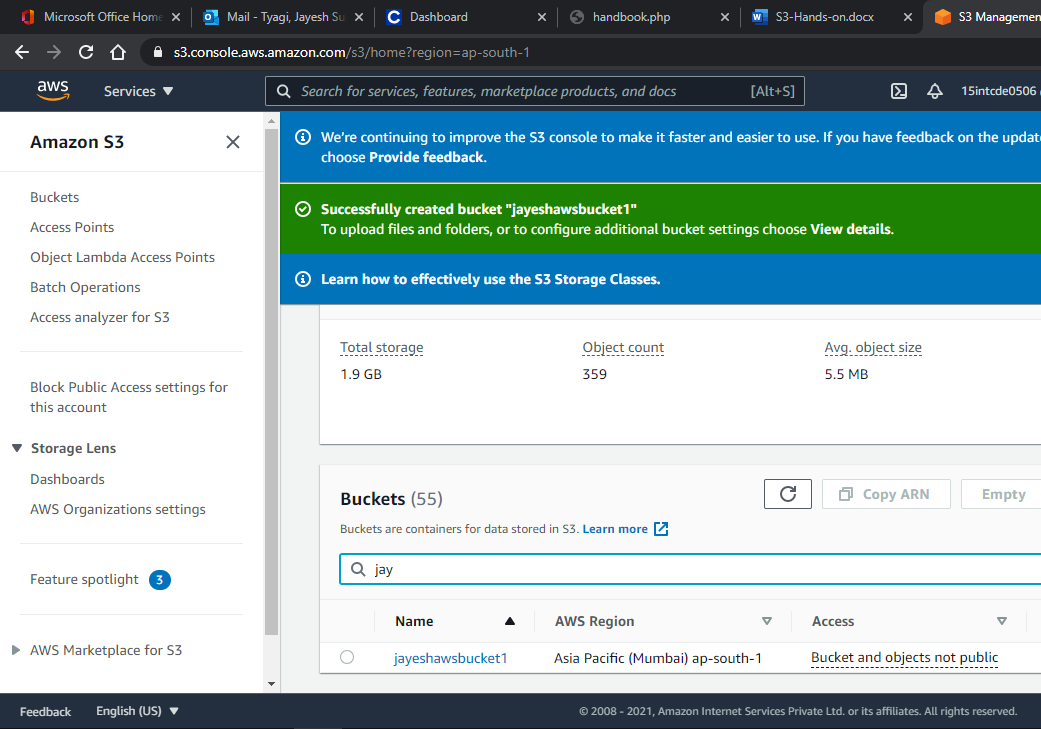 Microsoft Office Home
Mail - Tyagi, Jayesh Su
Dashboard
handbook.php
S3-Hands-on.docx
S3 Managemen
s3.console.aws.amazon.com/s3/home?region=ap-south-1
aws
Services
Search for services, features, marketplace products, and docs
[Alt+S]
15intcde0506
Amazon S3
Buckets
Access Points
Object Lambda Access Points
Batch Operations
Access analyzer for S3
Block Public Access settings for
this account
Storage Lens
Dashboards
AWS Organizations settings
Feature spotlight 3
AWS Marketplace for S3
We're continuing to improve the S3 console to make it faster and easier to use. If you have feedback on the update
choose Provide feedback.
Successfully created bucket "jayeshawsbucket1"
To upload files and folders, or to configure additional bucket settings choose View details.
Learn how to effectively use the S3 Storage Classes.
Total storage
1.9 GB
Object count
359
Avg. object size
5.5 MB
Buckets (55)
Copy ARN
Empty
Buckets are containers for data stored in S3. Learn more
jay
Name
AWS Region
Access
jayeshawsbucket1
Asia Pacific (Mumbai) ap-south-1
Bucket and objects not public
Feedback
English (US)
© 2008 - 2021, Amazon Internet Services Private Ltd. or its affiliates. All rights reserved.